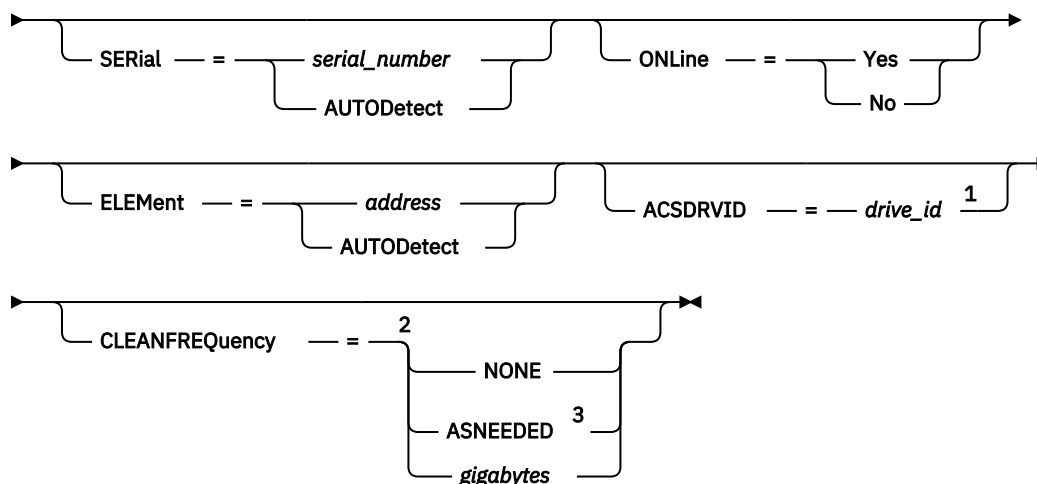 SERial = serial_number ONLine = Yes
AUTODetect No
ELEMent = address ACSDRVID = drive_id 1
AUTODetect
2
CLEANFREQuency =
NONE
ASNEEDED 3
gigabytes